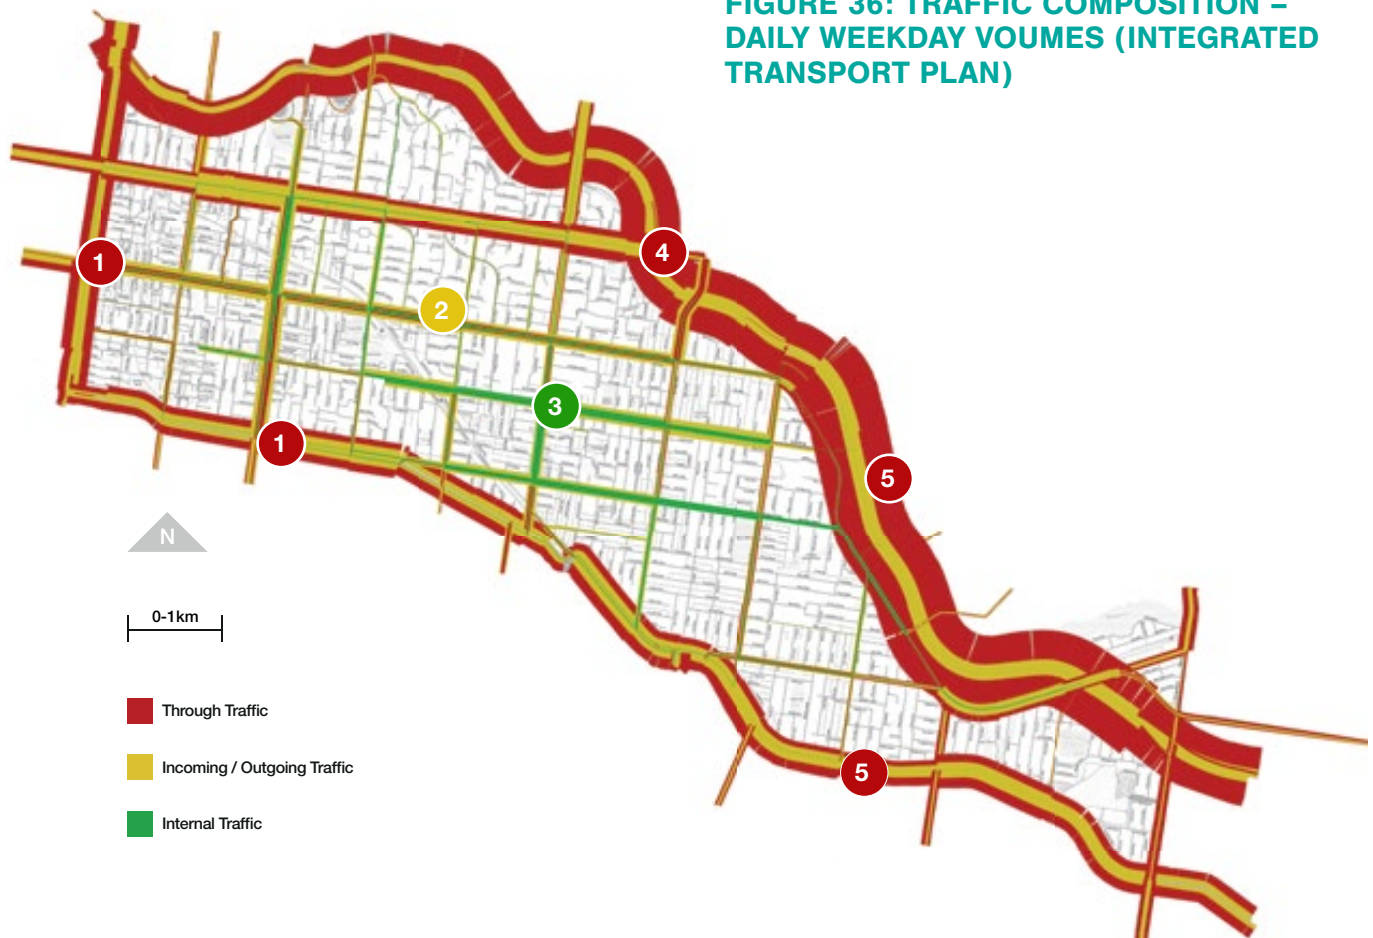 FIGURE 36: TRAFFIC COMPOSITION –
DAILY WEEKDAY VOUMES (INTEGRATED
TRANSPORT PLAN)
4
1
2
3
1
5
N
0-1km
Through Traffic
Incoming / Outgoing Traffic
5
Internal Traffic